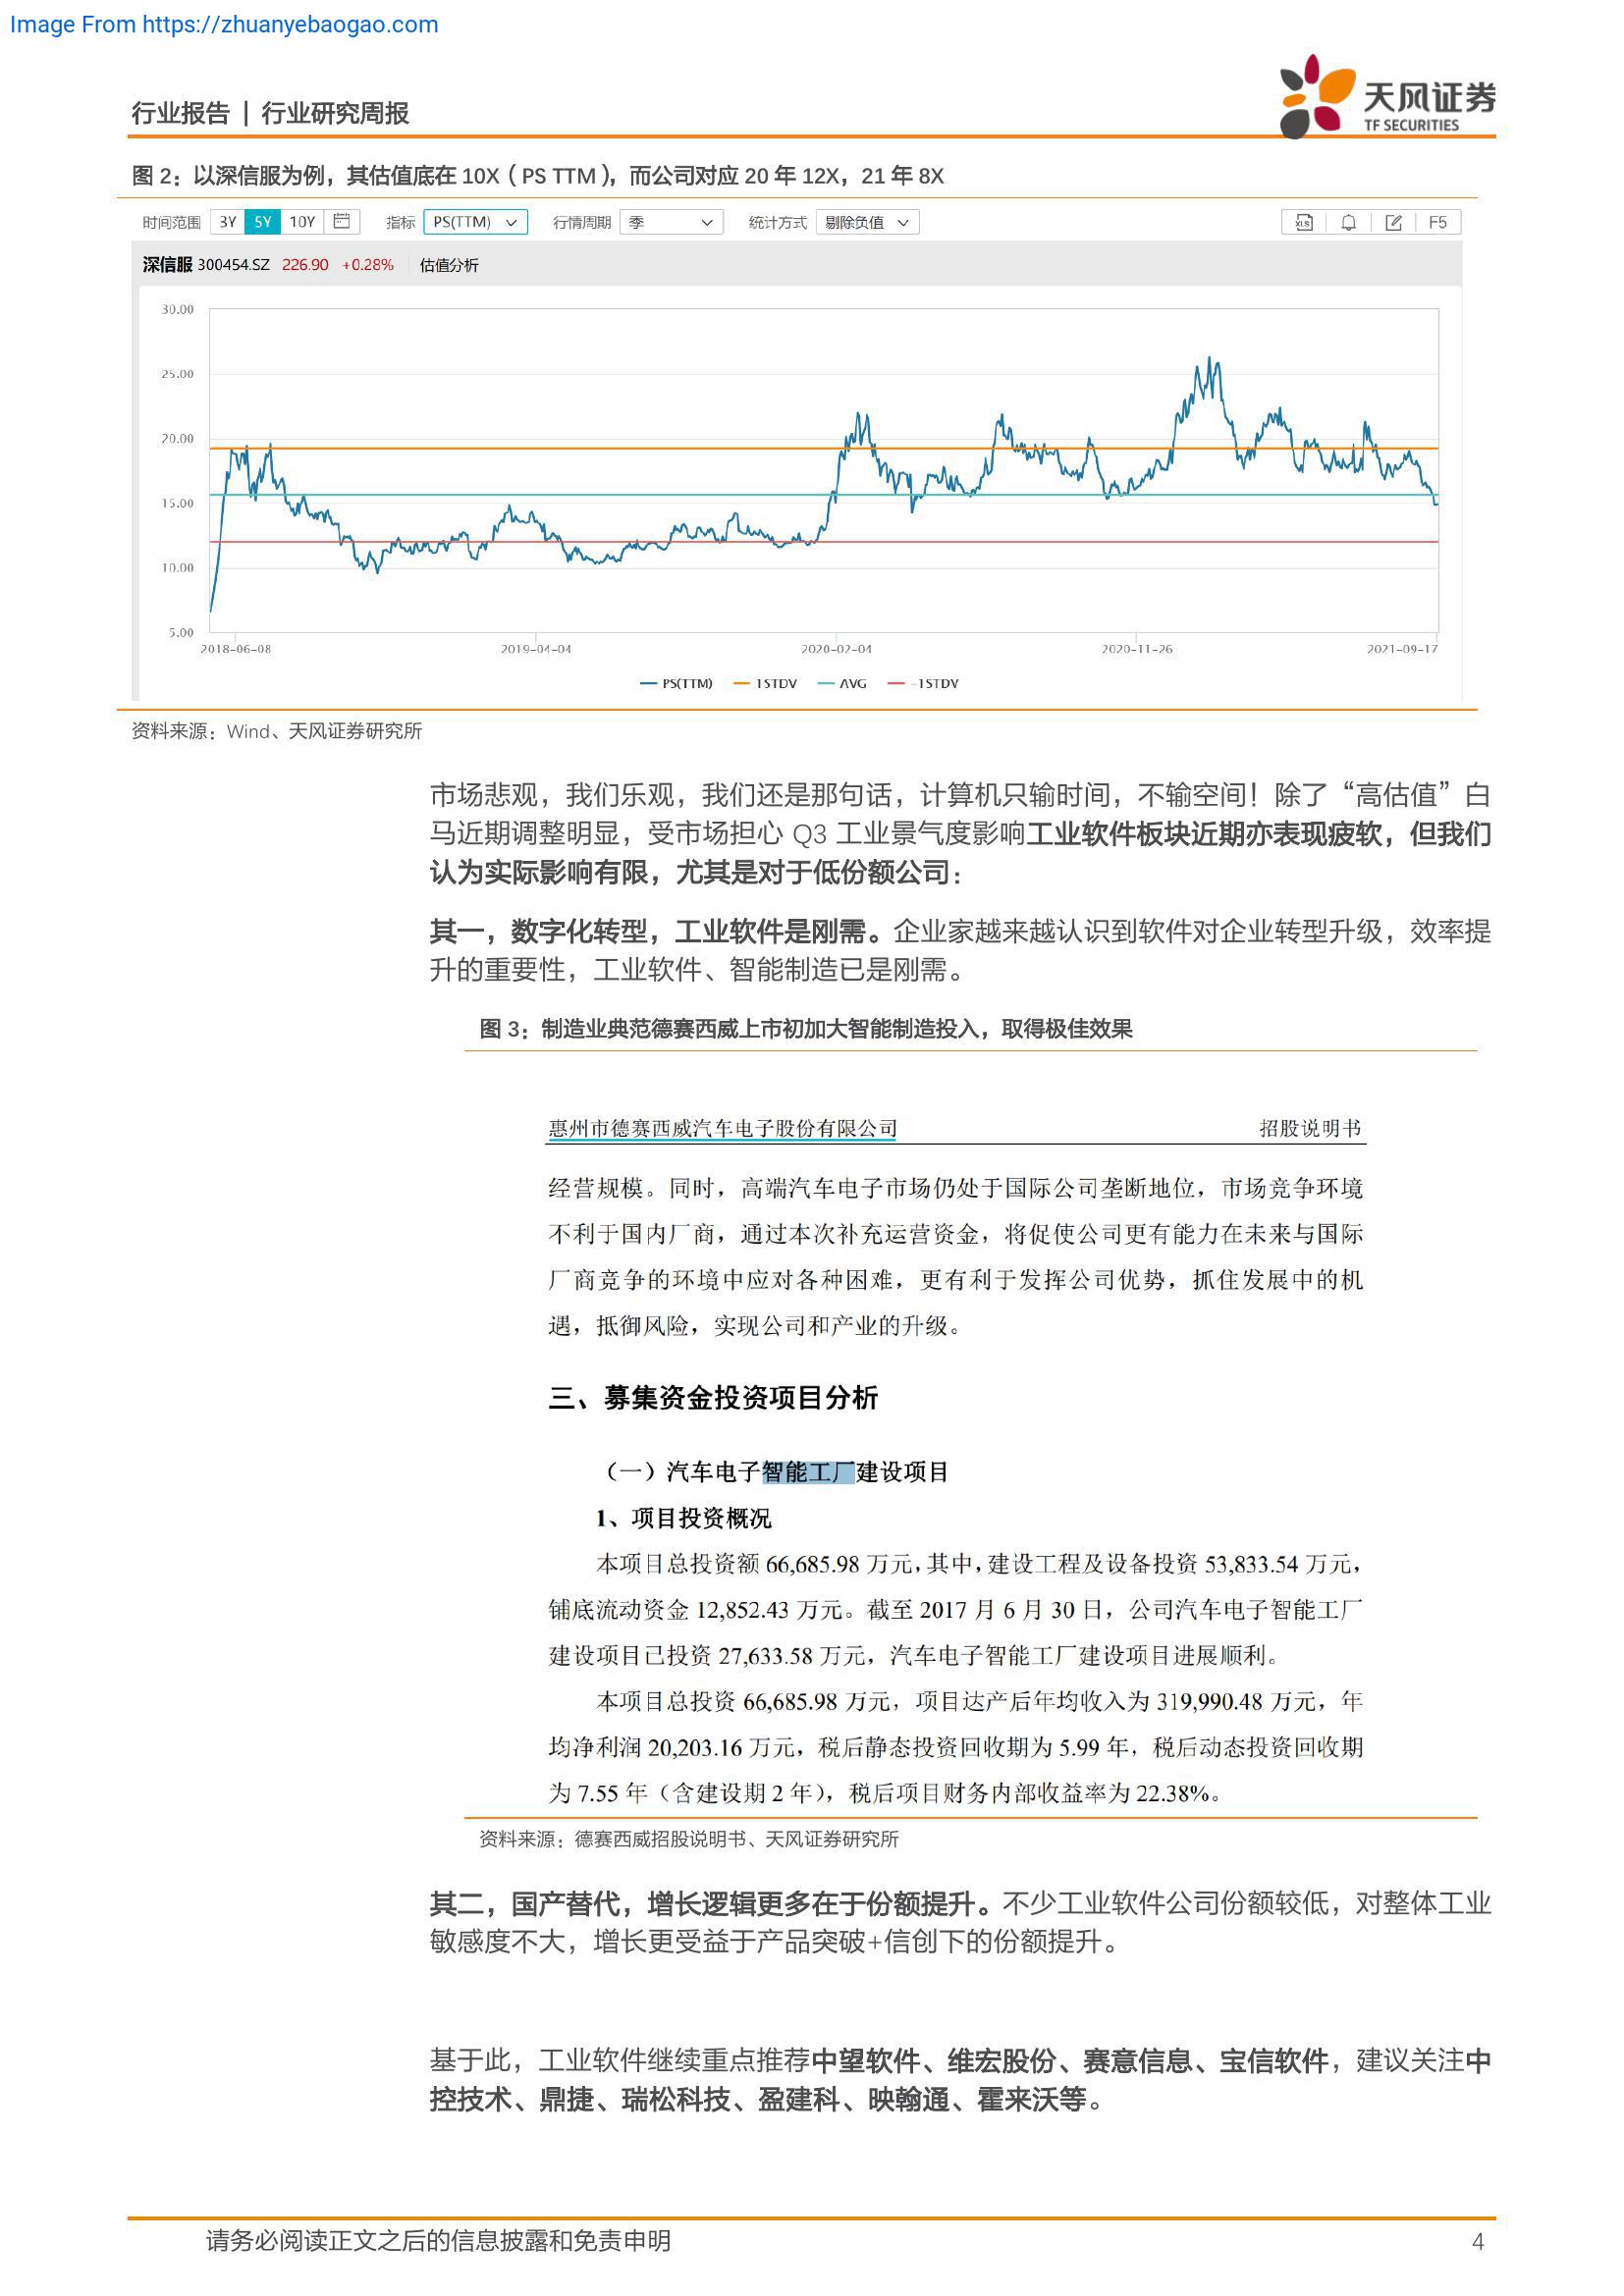 Image From https://zhuanyebaogao.com
行业报告 | 行业研究周报
天风证券
TF SECURITIES
图 2：以深信服为例，其估值底在 10X（PS TTM），而公司对应 20 年 12X，21 年 8X
时间范围 3Y 5Y 10Y 指标 PS(TTM) 行情周期 季 统计方式 剔除负值 XLS F5
深信服 300454.SZ 226.90 +0.28% 估值分析
30.00
25.00
20.00
15.00
10.00
5.00
2018-06-08 2019-04-04 2020-02-04 2020-11-26 2021-09-17
PS(TTM) 1STDV AVG -1STDV
资料来源：Wind、天风证券研究所
市场悲观，我们乐观，我们还是那句话，计算机只输时间，不输空间！除了“高估值”白
马近期调整明显，受市场担心 Q3 工业景气度影响工业软件板块近期亦表现疲软，但我们
认为实际影响有限，尤其是对于低份额公司：
其一，数字化转型，工业软件是刚需。企业家越来越认识到软件对企业转型升级，效率提
升的重要性，工业软件、智能制造已是刚需。
图 3：制造业典范德赛西威上市初加大智能制造投入，取得极佳效果
惠州市德赛西威汽车电子股份有限公司 招股说明书
经营规模。同时，高端汽车电子市场仍处于国际公司垄断地位，市场竞争环境
不利于国内厂商，通过本次补充运营资金，将促使公司更有能力在未来与国际
厂商竞争的环境中应对各种困难，更有利于发挥公司优势，抓住发展中的机
遇，抵御风险，实现公司和产业的升级。
三、募集资金投资项目分析
（一）汽车电子智能工厂建设项目
1、项目投资概况
本项目总投资额 66,685.98 万元，其中，建设工程及设备投资 53,833.54 万元，
铺底流动资金 12,852.43 万元。截至 2017 月 6 月 30 日，公司汽车电子智能工厂
建设项目已投资 27,633.58 万元，汽车电子智能工厂建设项目进展顺利。
本项目总投资 66,685.98 万元，项目达产后年均收入为 319,990.48 万元，年
均净利润 20,203.16 万元，税后静态投资回收期为 5.99 年，税后动态投资回收期
为 7.55 年（含建设期 2 年），税后项目财务内部收益率为 22.38%。
资料来源：德赛西威招股说明书、天风证券研究所
其二，国产替代，增长逻辑更多在于份额提升。不少工业软件公司份额较低，对整体工业
敏感度不大，增长更受益于产品突破+信创下的份额提升。
基于此，工业软件继续重点推荐中望软件、维宏股份、赛意信息、宝信软件，建议关注中
控技术、鼎捷、瑞松科技、盈建科、映翰通、霍来沃等。
请务必阅读正文之后的信息披露和免责申明 4